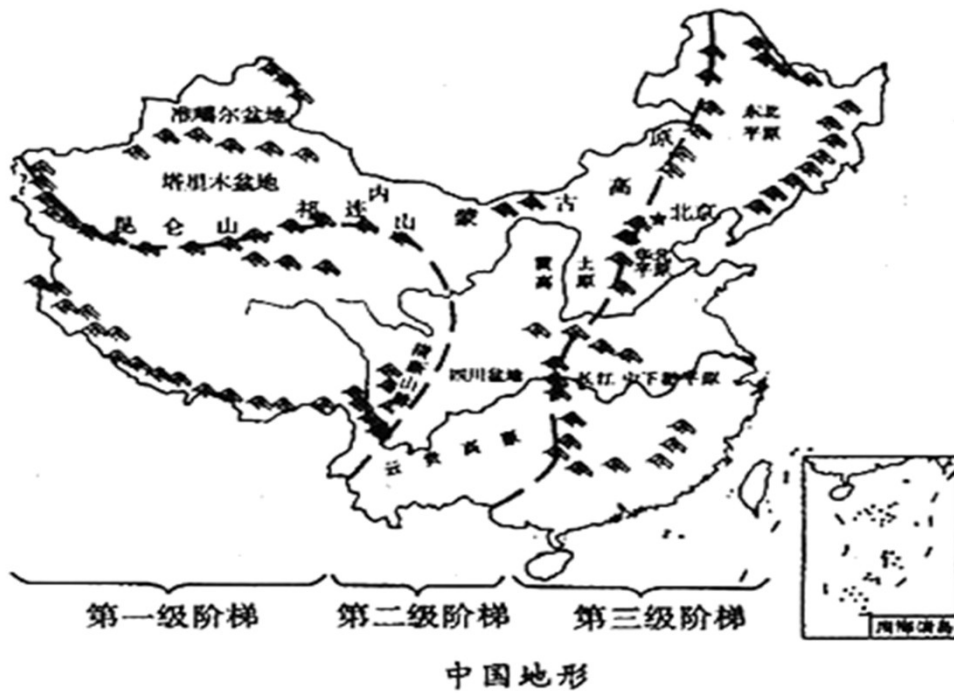 准噶尔盆地
塔里木盆地
昆仑山
祁连山
内蒙古高原
东北
平原
北京
华北
平原
黄土
高原
横断山
四川盆地
长江中下游平原
云贵高原
第一级阶梯
第二级阶梯
第三级阶梯
南海诸岛
中国地形